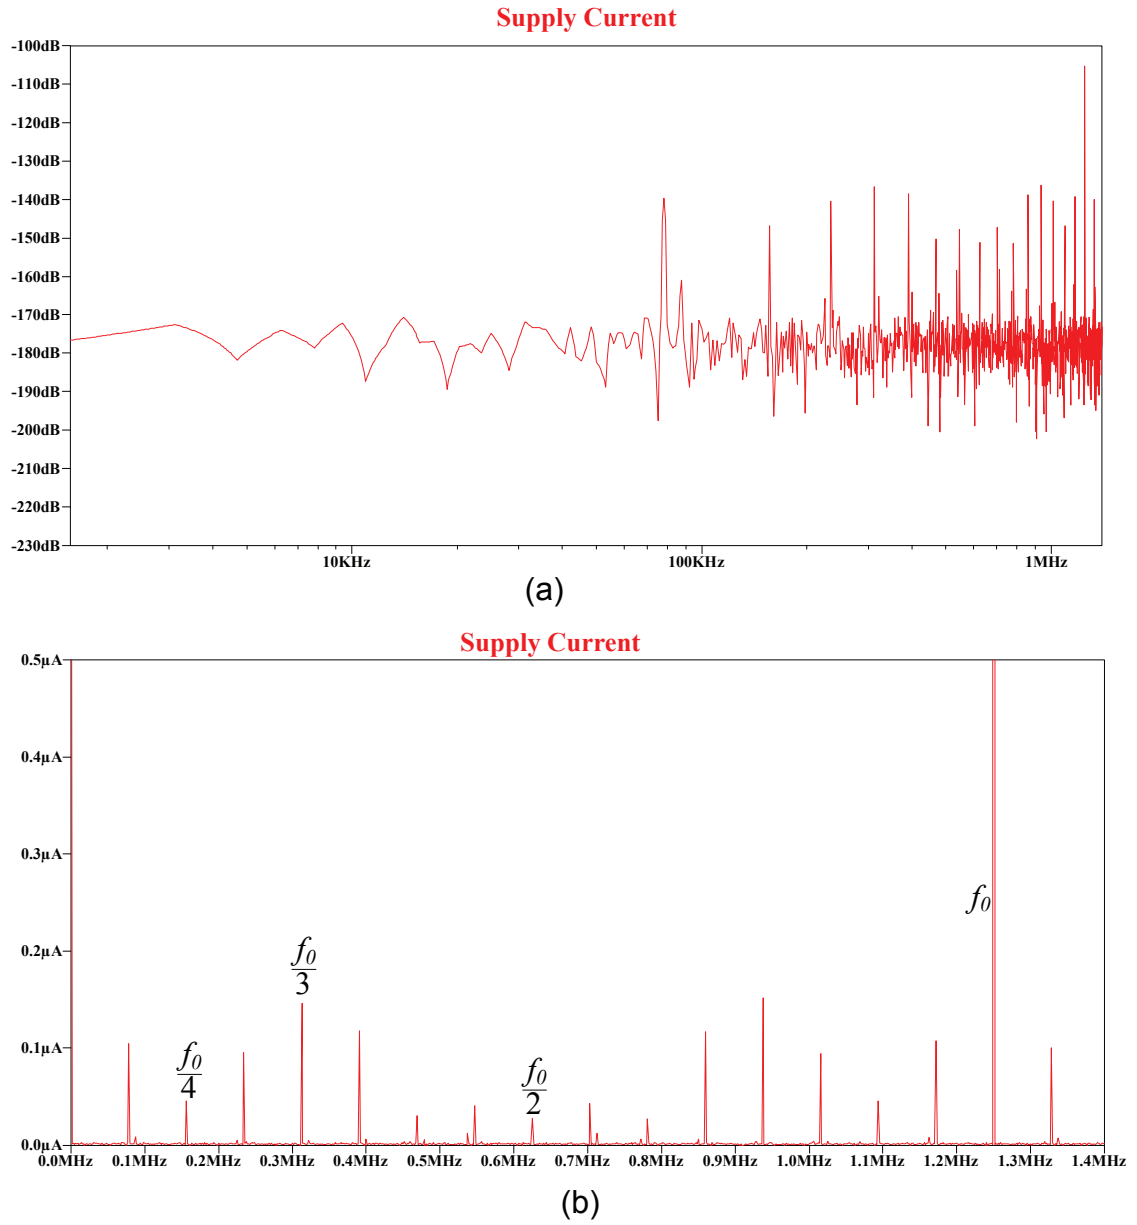 Supply Current
-100dB
-110dB
-120dB
-130dB
-140dB
-150dB
-160dB
-170dB
-180dB
-190dB
-200dB
-210dB
-220dB
-230dB
10KHz 100KHz 1MHz
(a)
Supply Current
0.5µA
0.4µA
0.3µA
0.2µA
0.1µA
0.0µA
f0
f0/3
f0/4
f0/2
0.0MHz 0.1MHz 0.2MHz 0.3MHz 0.4MHz 0.5MHz 0.6MHz 0.7MHz 0.8MHz 0.9MHz 1.0MHz 1.1MHz 1.2MHz 1.3MHz 1.4MHz
(b)